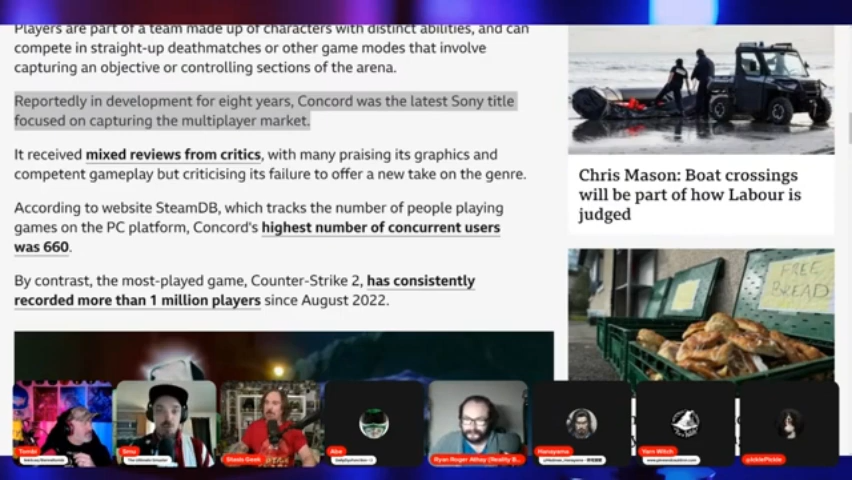 Players are part of a team made up of characters with distinct abilities, and can
compete in straight-up deathmatches or other game modes that involve
capturing an objective or controlling sections of the arena.
Reportedly in development for eight years, Concord was the latest Sony title
focused on capturing the multiplayer market.
It received mixed reviews from critics, with many praising its graphics and
competent gameplay but criticising its failure to offer a new take on the genre.
According to website SteamDB, which tracks the number of people playing
games on the PC platform, Concord's highest number of concurrent users
was 660.
By contrast, the most-played game, Counter-Strike 2, has consistently
recorded more than 1 million players since August 2022.
Chris Mason: Boat crossings
will be part of how Labour is
judged
FREE
BREAD
Hanayama
Yarn Witch